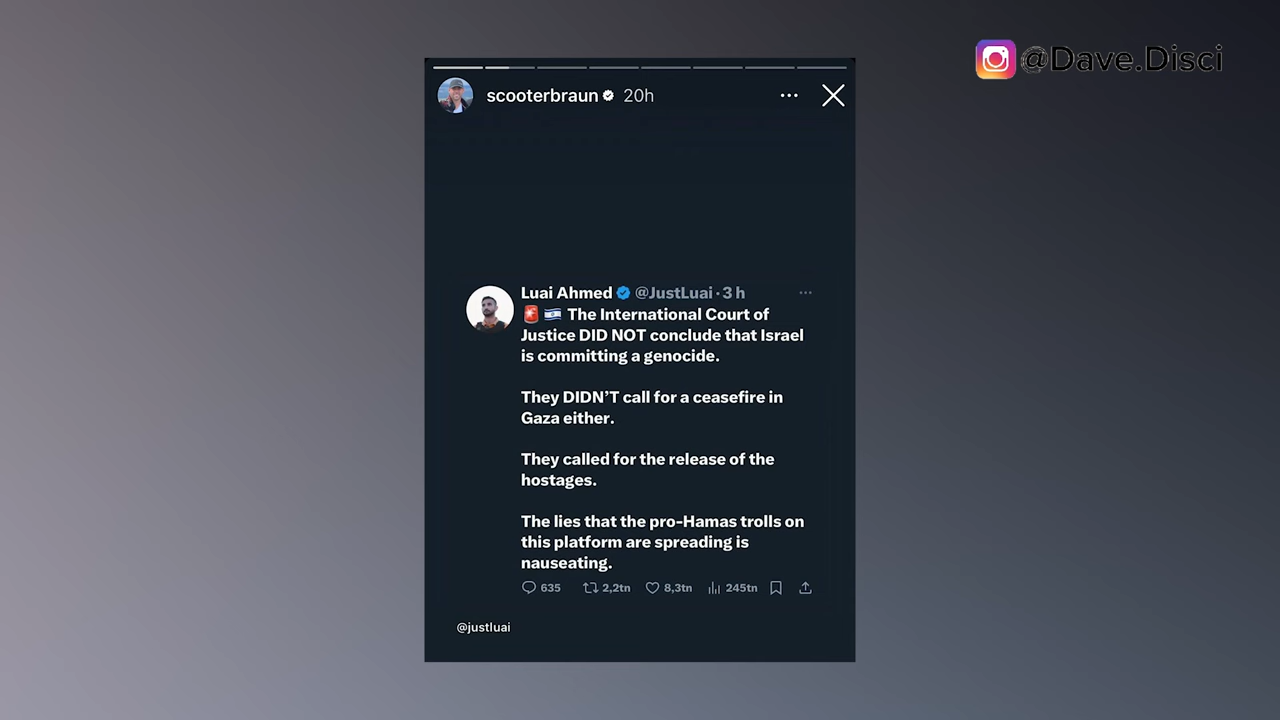 @Dave.Disci
scooterbraun 20h
Luai Ahmed @JustLuai · 3 h
🚨 🇮🇱 The International Court of
Justice DID NOT conclude that Israel
is committing a genocide.
They DIDN’T call for a ceasefire in
Gaza either.
They called for the release of the
hostages.
The lies that the pro-Hamas trolls on
this platform are spreading is
nauseating.
635 2,2tn 8,3tn 245tn
@justluai